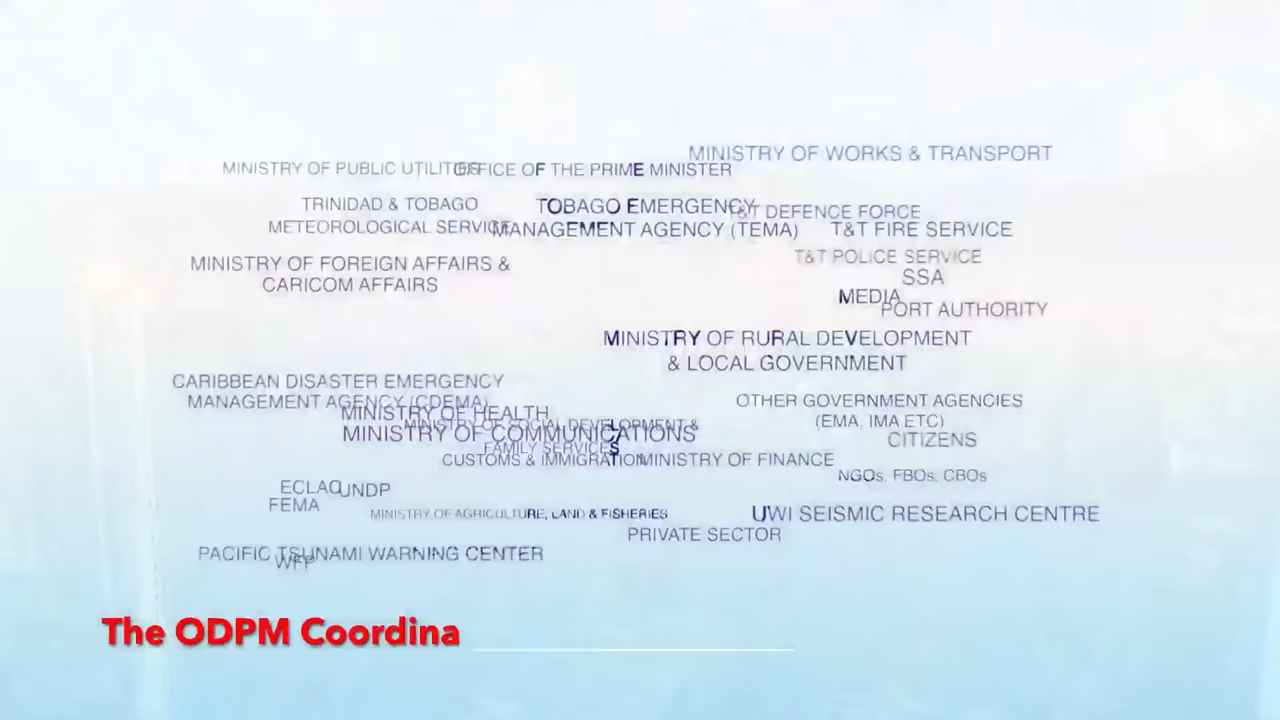 MINISTRY OF WORKS & TRANSPORT
MINISTRY OF PUBLIC UTILITIES
OFFICE OF THE PRIME MINISTER
TRINIDAD & TOBAGO
METEOROLOGICAL SERVICE
TOBAGO EMERGENCY
MANAGEMENT AGENCY (TEMA)
T&T DEFENCE FORCE
T&T FIRE SERVICE
MINISTRY OF FOREIGN AFFAIRS &
CARICOM AFFAIRS
T&T POLICE SERVICE
SSA
MEDIA
PORT AUTHORITY
MINISTRY OF RURAL DEVELOPMENT
& LOCAL GOVERNMENT
CARIBBEAN DISASTER EMERGENCY
MANAGEMENT AGENCY (CDEMA)
MINISTRY OF HEALTH
MINISTRY OF SOCIAL DEVELOPMENT &
FAMILY SERVICES
MINISTRY OF COMMUNICATIONS
OTHER GOVERNMENT AGENCIES
(EMA, IMA ETC)
CITIZENS
CUSTOMS & IMMIGRATION
MINISTRY OF FINANCE
NGOs, FBOs, CBOs
ECLAC
UNDP
FEMA
MINISTRY OF AGRICULTURE, LAND & FISHERIES
UWI SEISMIC RESEARCH CENTRE
PRIVATE SECTOR
PACIFIC TSUNAMI WARNING CENTER
WFP
The ODPM Coordina